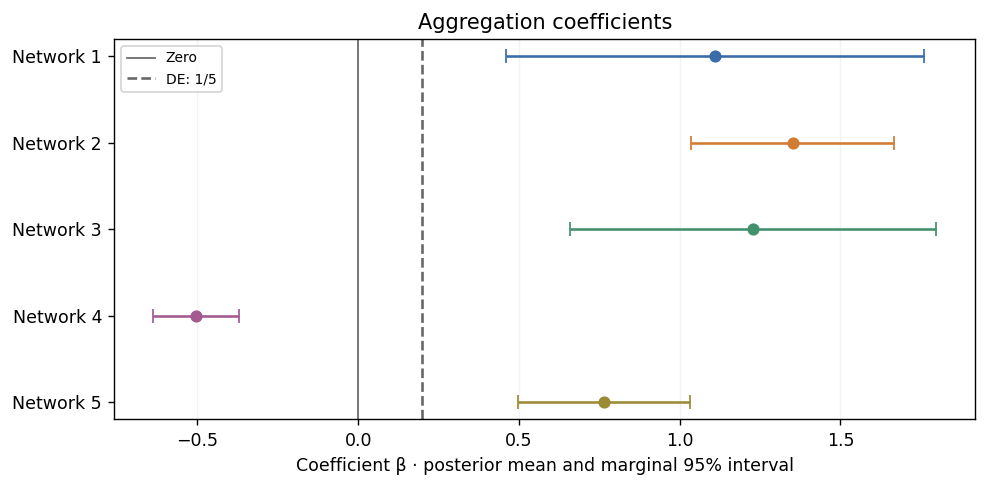 Aggregation coefficients
Zero
DE: 1/5
Network 1
Network 2
Network 3
Network 4
Network 5
−0.5 0.0 0.5 1.0 1.5
Coefficient β · posterior mean and marginal 95% interval